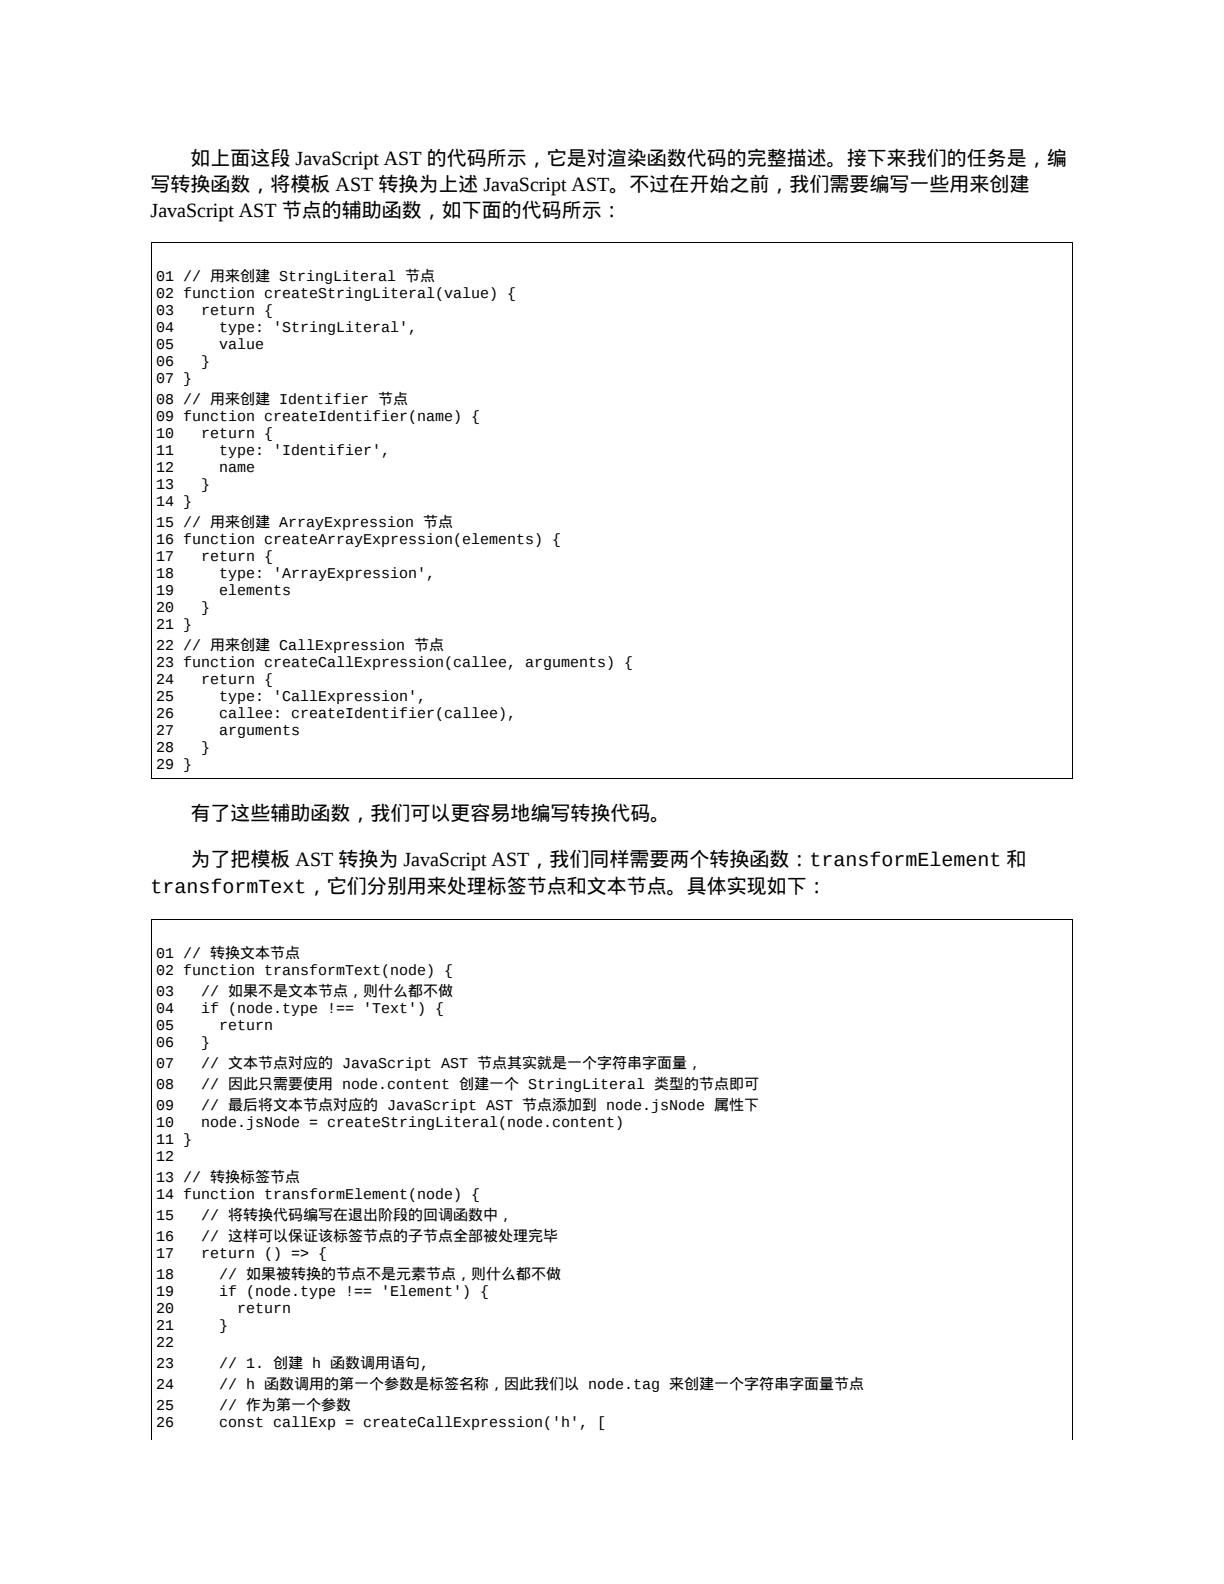 如上面这段 JavaScript AST 的代码所示，它是对渲染函数代码的完整描述。接下来我们的任务是，编
写转换函数，将模板 AST 转换为上述 JavaScript AST。不过在开始之前，我们需要编写一些用来创建
JavaScript AST 节点的辅助函数，如下面的代码所示：
01 // 用来创建 StringLiteral 节点
02 function createStringLiteral(value) {
03   return {
04     type: 'StringLiteral',
05     value
06   }
07 }
08 // 用来创建 Identifier 节点
09 function createIdentifier(name) {
10   return {
11     type: 'Identifier',
12     name
13   }
14 }
15 // 用来创建 ArrayExpression 节点
16 function createArrayExpression(elements) {
17   return {
18     type: 'ArrayExpression',
19     elements
20   }
21 }
22 // 用来创建 CallExpression 节点
23 function createCallExpression(callee, arguments) {
24   return {
25     type: 'CallExpression',
26     callee: createIdentifier(callee),
27     arguments
28   }
29 }
有了这些辅助函数，我们可以更容易地编写转换代码。
为了把模板 AST 转换为 JavaScript AST，我们同样需要两个转换函数：transformElement 和
transformText，它们分别用来处理标签节点和文本节点。具体实现如下：
01 // 转换文本节点
02 function transformText(node) {
03   // 如果不是文本节点，则什么都不做
04   if (node.type !== 'Text') {
05     return
06   }
07   // 文本节点对应的 JavaScript AST 节点其实就是一个字符串字面量，
08   // 因此只需要使用 node.content 创建一个 StringLiteral 类型的节点即可
09   // 最后将文本节点对应的 JavaScript AST 节点添加到 node.jsNode 属性下
10   node.jsNode = createStringLiteral(node.content)
11 }
12
13 // 转换标签节点
14 function transformElement(node) {
15   // 将转换代码编写在退出阶段的回调函数中，
16   // 这样可以保证该标签节点的子节点全部被处理完毕
17   return () => {
18     // 如果被转换的节点不是元素节点，则什么都不做
19     if (node.type !== 'Element') {
20       return
21     }
22
23     // 1. 创建 h 函数调用语句,
24     // h 函数调用的第一个参数是标签名称，因此我们以 node.tag 来创建一个字符串字面量节点
25     // 作为第一个参数
26     const callExp = createCallExpression('h', [